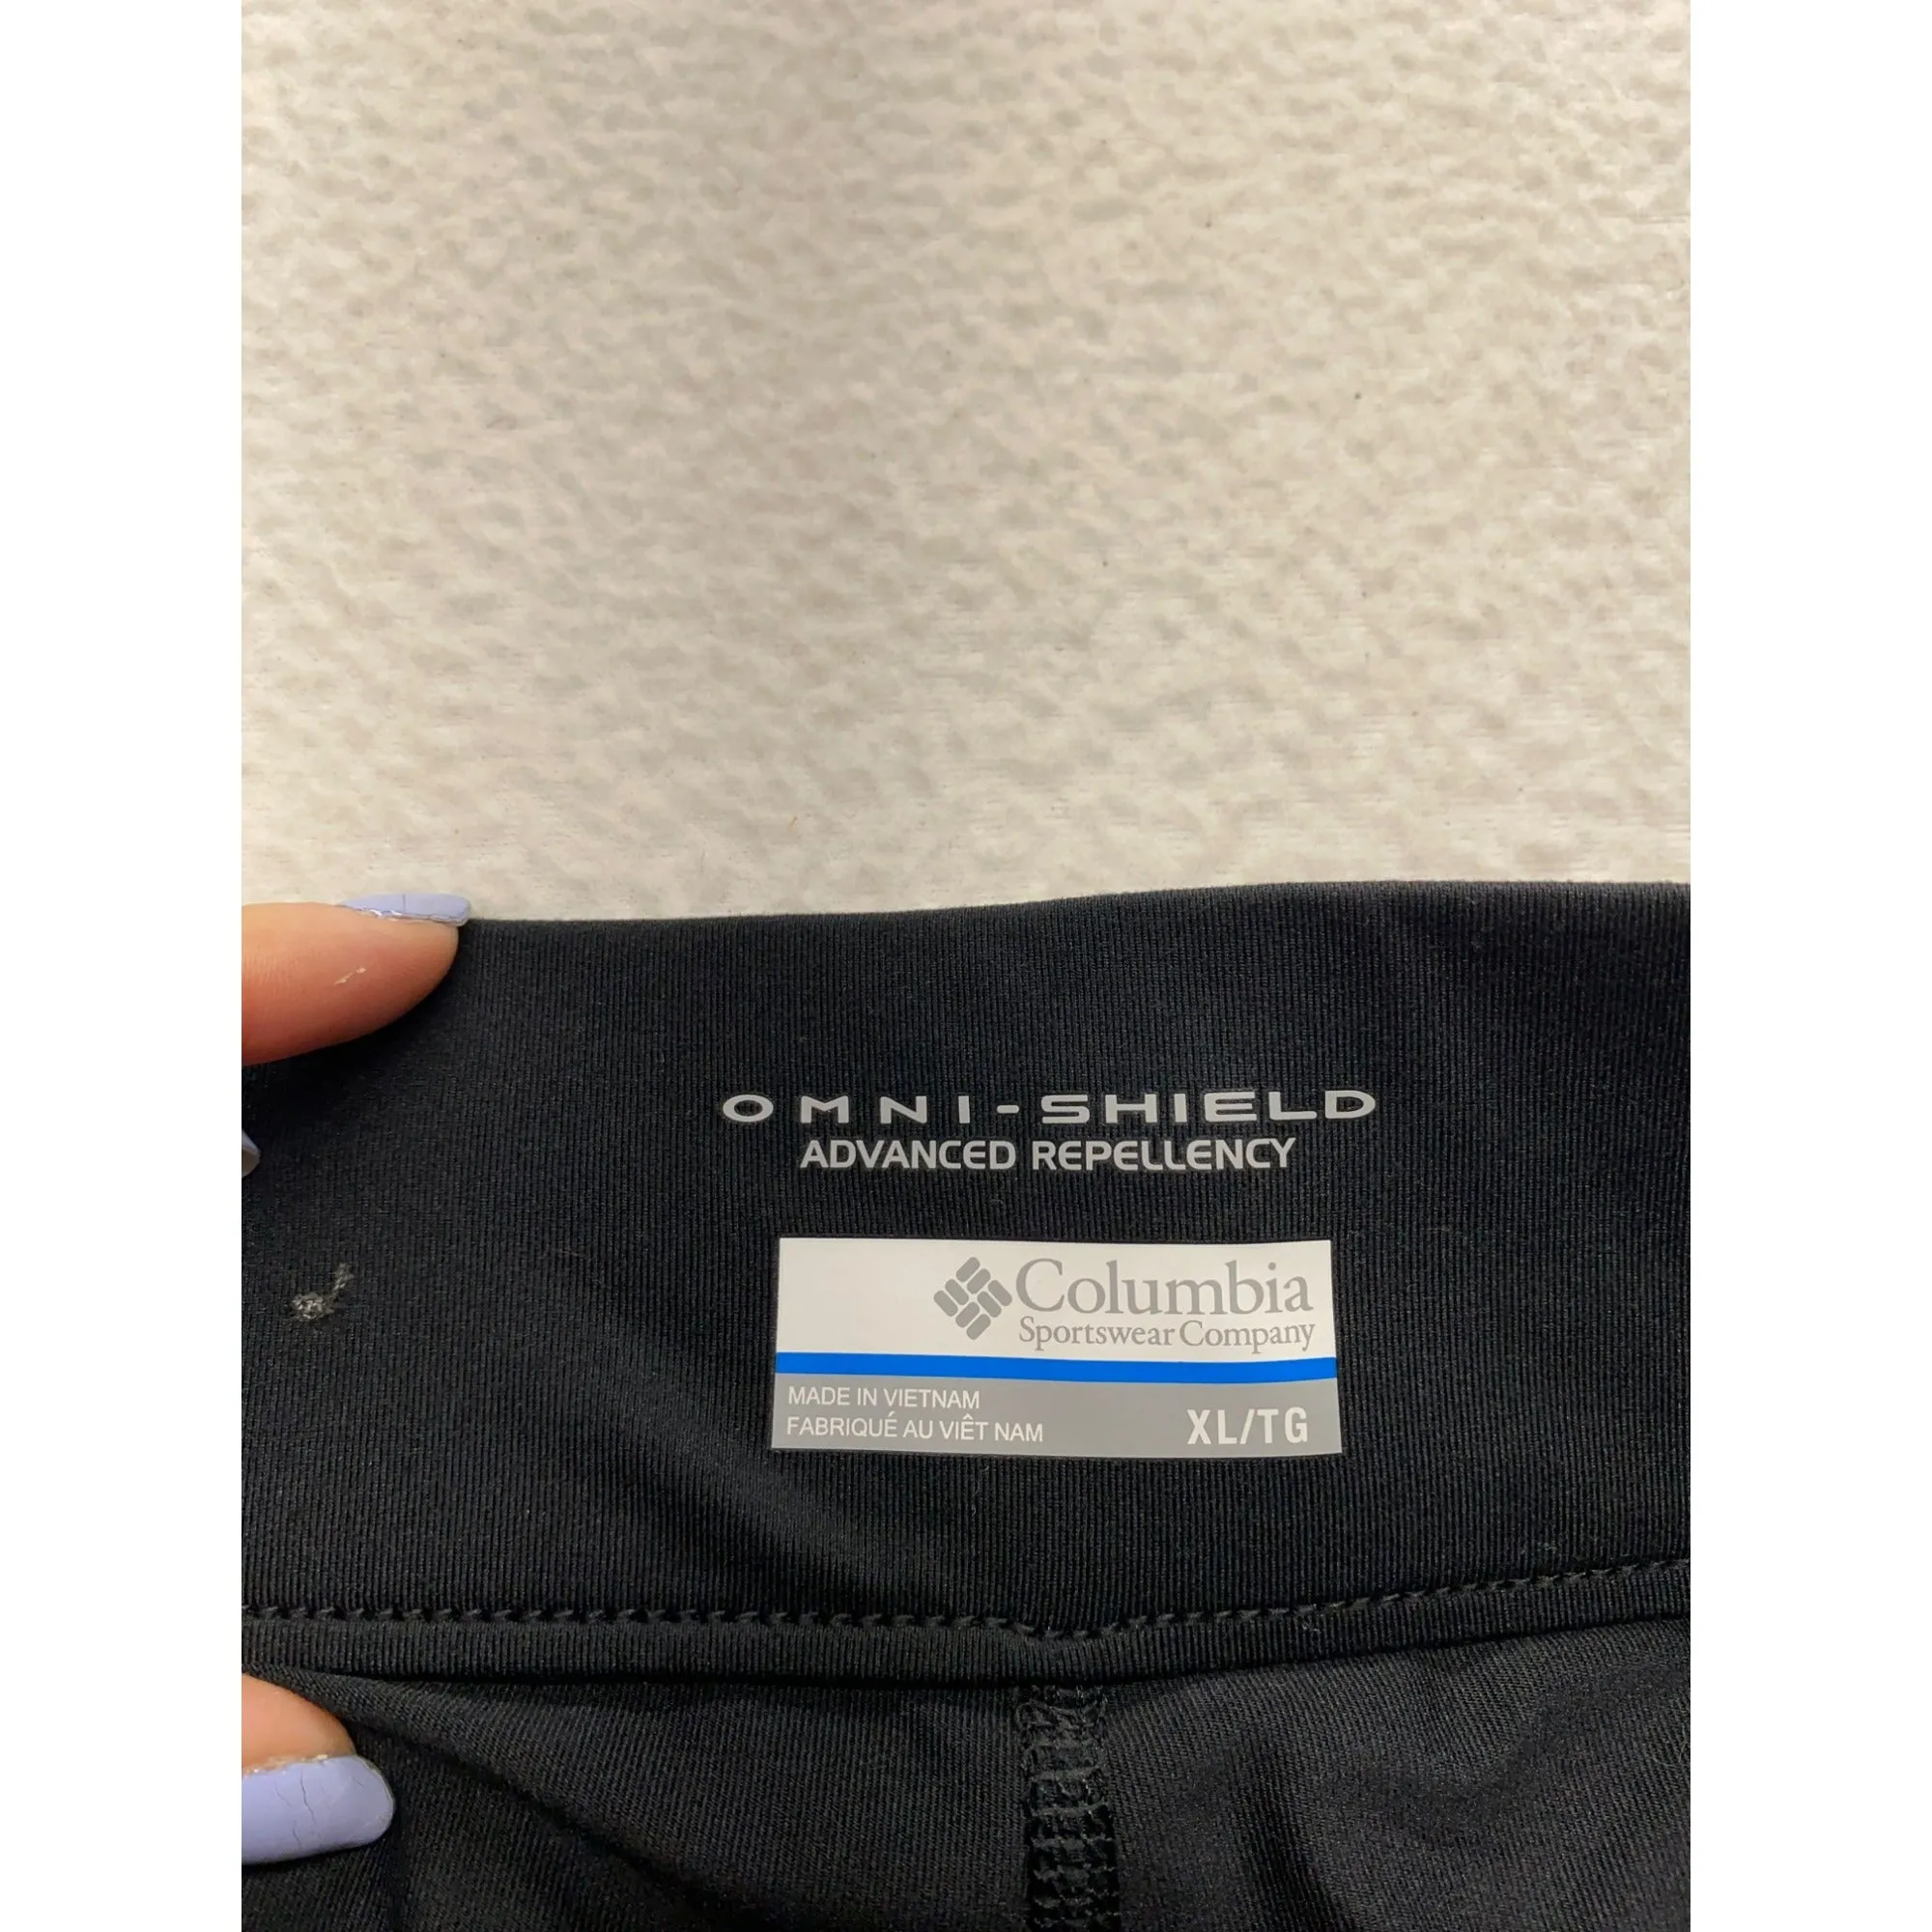 OMNI-SHIELD
ADVANCED REPELLENCY
Columbia
Sportswear Company
MADE IN VIETNAM
FABRIQUÉ AU VIÊT NAM
XL/TG